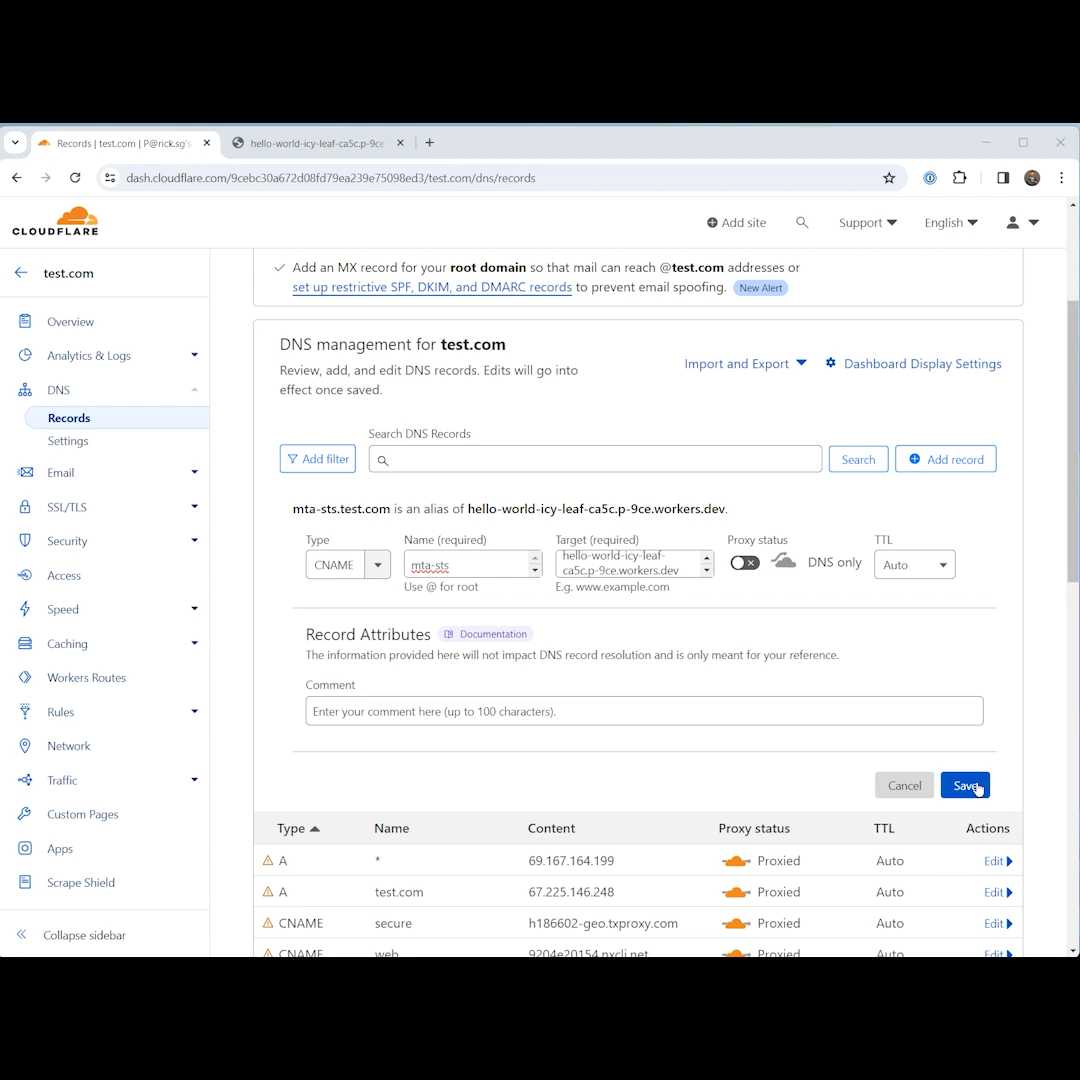 Records | test.com | P@rick.sg's
hello-world-icy-leaf-ca5c.p-9ce
dash.cloudflare.com/9cebc30a672d08fd79ea239e75098ed3/test.com/dns/records
CLOUDFLARE
Add site
Support
English
test.com
Overview
Analytics & Logs
DNS
Records
Settings
Email
SSL/TLS
Security
Access
Speed
Caching
Workers Routes
Rules
Network
Traffic
Custom Pages
Apps
Scrape Shield
Collapse sidebar
Add an MX record for your root domain so that mail can reach @test.com addresses or
set up restrictive SPF, DKIM, and DMARC records to prevent email spoofing. New Alert
DNS management for test.com
Review, add, and edit DNS records. Edits will go into
effect once saved.
Import and Export
Dashboard Display Settings
Search DNS Records
Add filter
Search
Add record
mta-sts.test.com is an alias of hello-world-icy-leaf-ca5c.p-9ce.workers.dev.
Type Name (required) Target (required) Proxy status TTL
CNAME mta-sts hello-world-icy-leaf-
ca5c.p-9ce.workers.dev DNS only Auto
Use @ for root E.g. www.example.com
Record Attributes Documentation
The information provided here will not impact DNS record resolution and is only meant for your reference.
Comment
Enter your comment here (up to 100 characters).
Cancel Save
Type Name Content Proxy status TTL Actions
A * 69.167.164.199 Proxied Auto Edit
A test.com 67.225.146.248 Proxied Auto Edit
CNAME secure h186602-geo.txproxy.com Proxied Auto Edit
CNAME web 9204e20154.nxcli.net Proxied Auto Edit